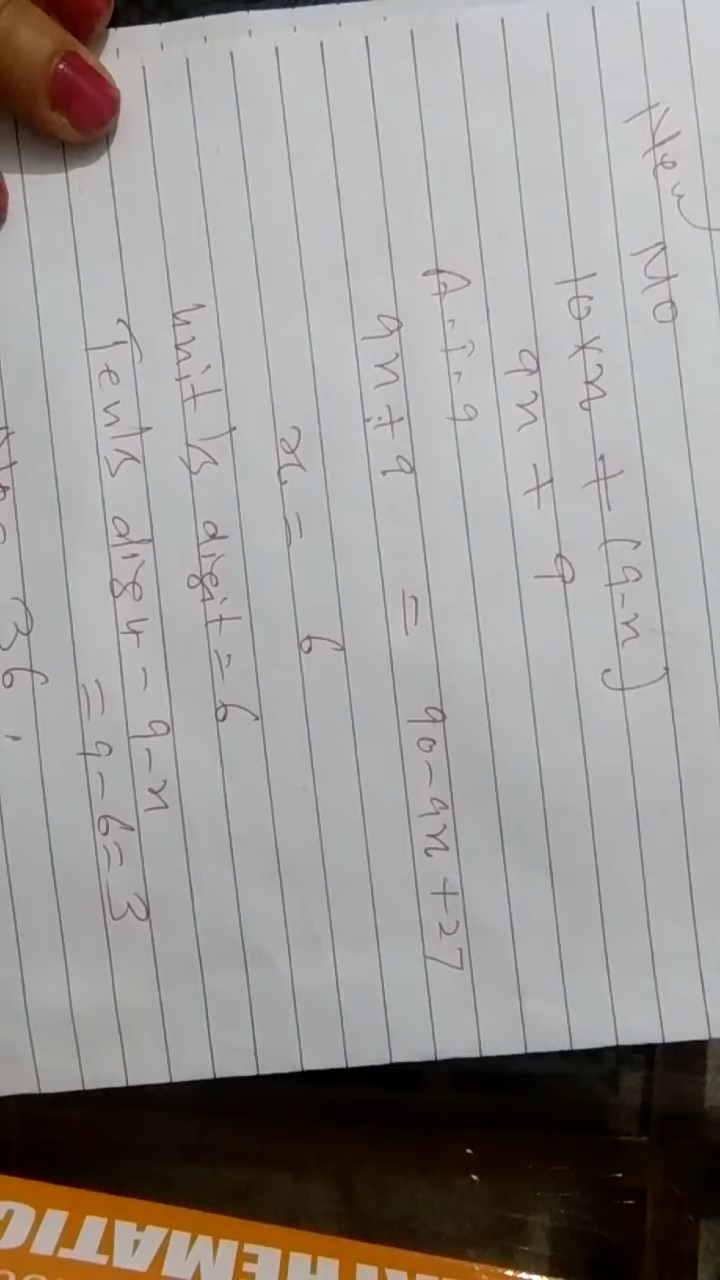 New No
10×x + (9-x)
9x + 9
A.T.Q
9x + 9 = 90-9x + 27
x = 6
Unit's digit = 6
Ten's digit - 9-x
= 9-6=3
36.